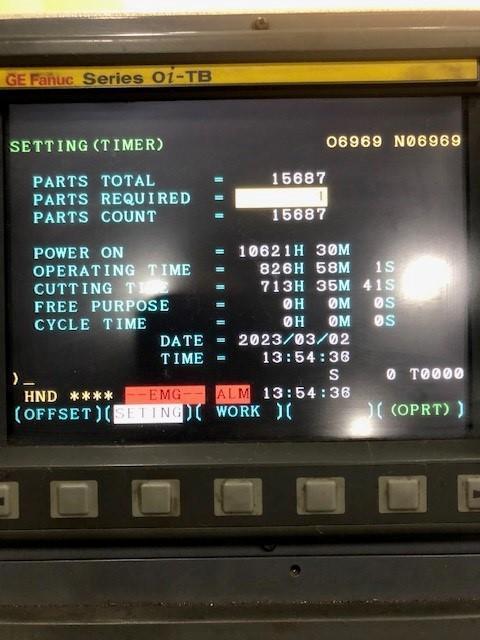 GE Fanuc Series 0i-TB
SETTING(TIMER) O6969 N06969
PARTS TOTAL = 15687
PARTS REQUIRED =
PARTS COUNT = 15687
POWER ON = 10621H 30M
OPERATING TIME = 826H 58M 1S
CUTTING TIME = 713H 35M 41S
FREE PURPOSE = 0H 0M 0S
CYCLE TIME = 0H 0M 0S
DATE = 2023/03/02
TIME = 13:54:36
S 0 T0000
)_
HND **** --EMG-- ALM 13:54:36
(OFFSET)(SETING)( WORK )( )( (OPRT) )